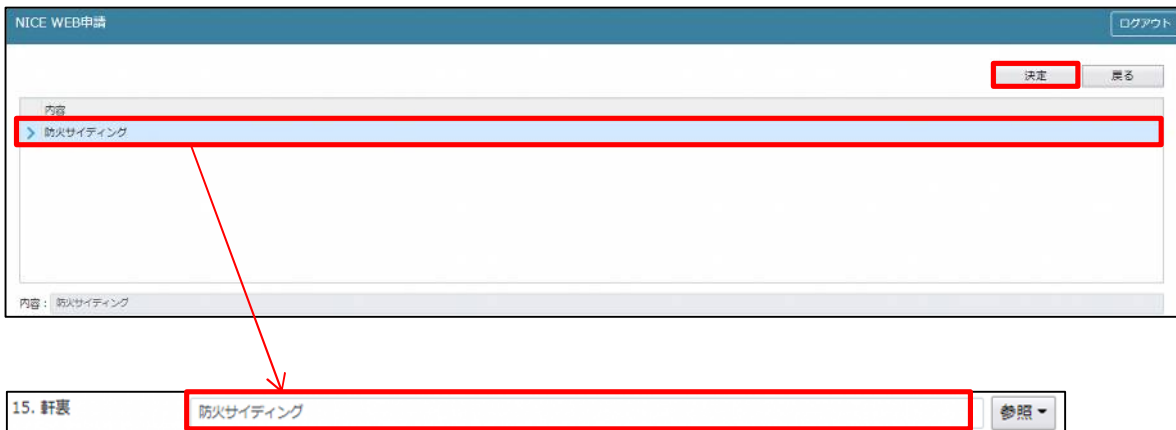 NICE WEB申請
ログアウト
決定
戻る
内容
防火サイディング
内容: 防火サイディング
15. 軒裏
防火サイディング
参照